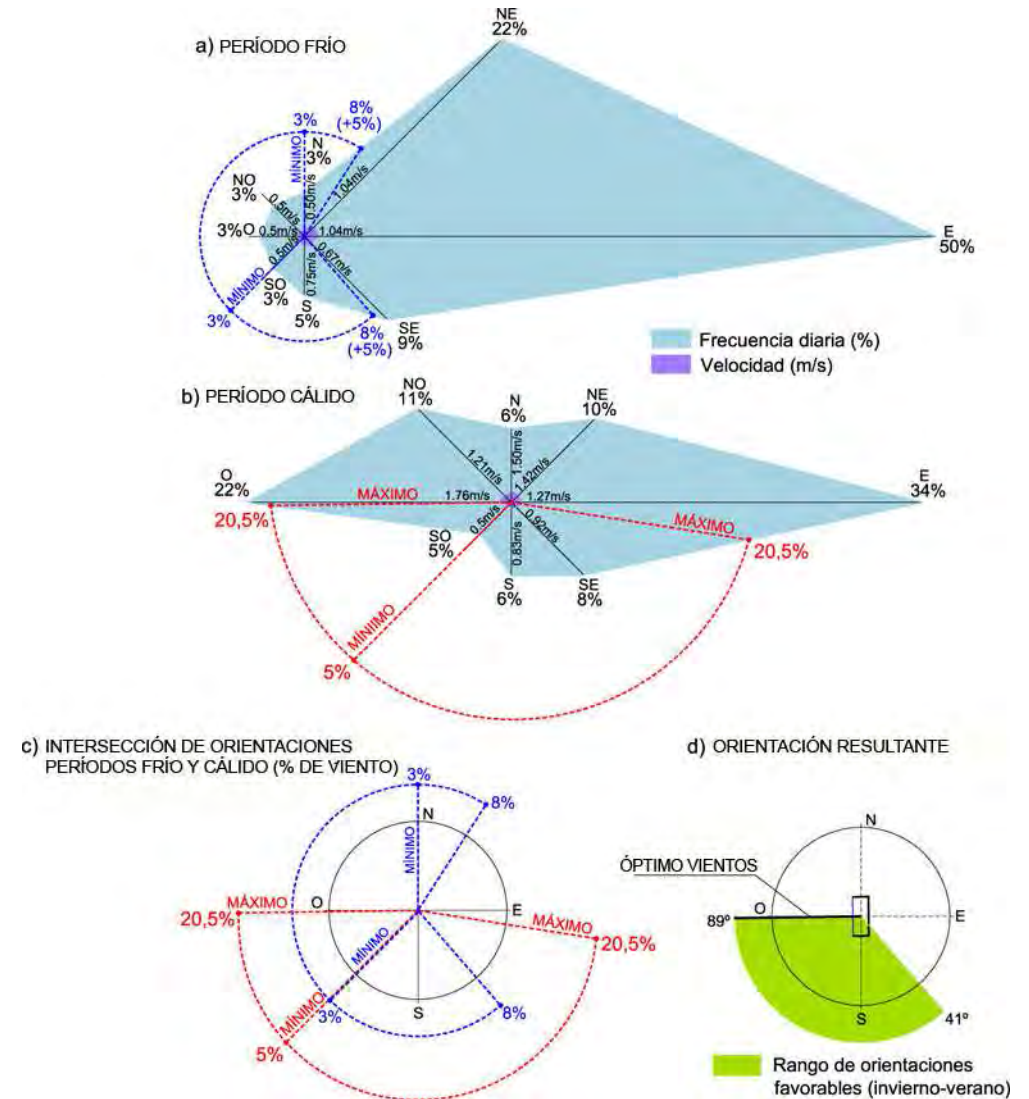 a) PERÍODO FRÍO
NE
22%
8%
(+5%)
3%
MÍNIMO
N
3%
0.50m/s
1.04m/s
NO
3%
0.5m/s
3%O
0.5m/s
1.04m/s
E
50%
0.5m/s
0.75m/s
0.67m/s
MÍNIMO
SO
3%
S
5%
3%
8%
(+5%)
SE
9%
Frecuencia diaria (%)
Velocidad (m/s)
b) PERÍODO CÁLIDO
NO
11%
N
6%
NE
10%
1.21m/s
1.50m/s
1.42m/s
O
22%
MÁXIMO
1.76m/s
1.27m/s
E
34%
20,5%
0.5m/s
0.83m/s
0.92m/s
MÁXIMO
20,5%
SO
5%
S
6%
SE
8%
MÍNIIMO
5%
c) INTERSECCIÓN DE ORIENTACIONES
PERÍODOS FRÍO Y CÁLIDO (% DE VIENTO)
3%
8%
N
MÍNIMO
MÁXIMO
O
E
20,5%
MÁXIMO
20,5%
MÍNIMO
MÍNIMO
3%
S
8%
5%
d) ORIENTACIÓN RESULTANTE
N
ÓPTIMO VIENTOS
89º
O
E
S
41º
Rango de orientaciones
favorables (invierno-verano)